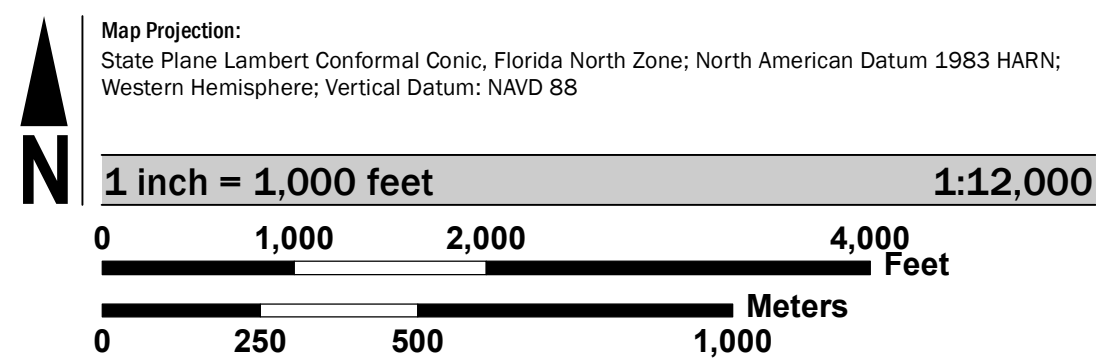 Map Projection:
State Plane Lambert Conformal Conic, Florida North Zone; North American Datum 1983 HARN;
Western Hemisphere; Vertical Datum: NAVD 88
N
1 inch = 1,000 feet 1:12,000
0 1,000 2,000 4,000
Feet
Meters
0 250 500 1,000